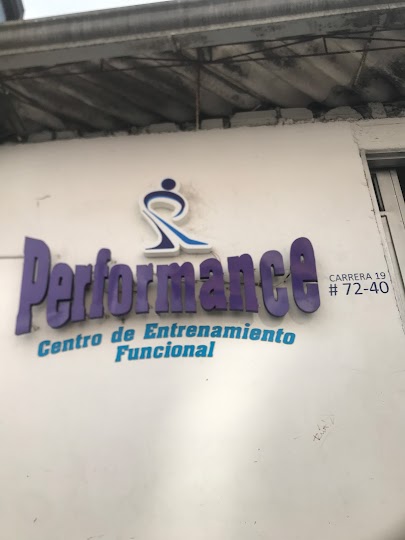 Performance
CARRERA 19
# 72-40
Centro de Entrenamiento
Funcional